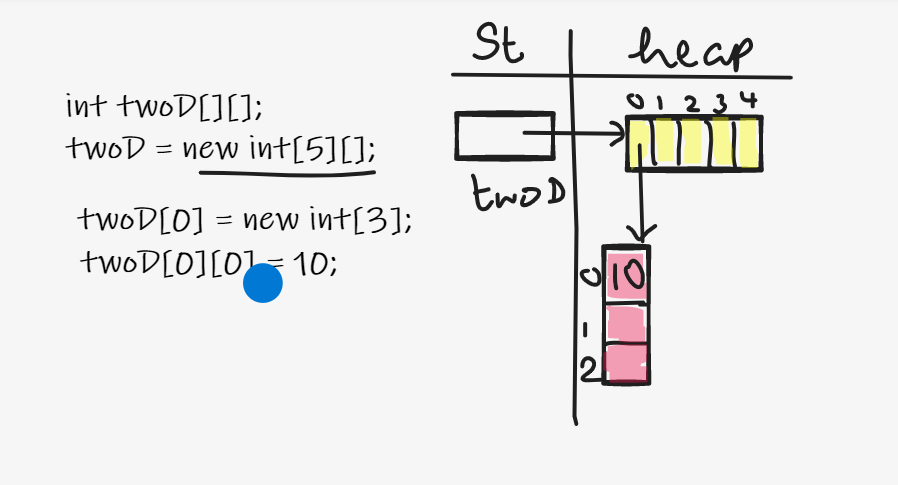 St heap
int twoD[][];
twoD = new int[5][];
0 1 2 3 4
twoD
twoD[0] = new int[3];
twoD[0][0] = 10;
0 10
1
2